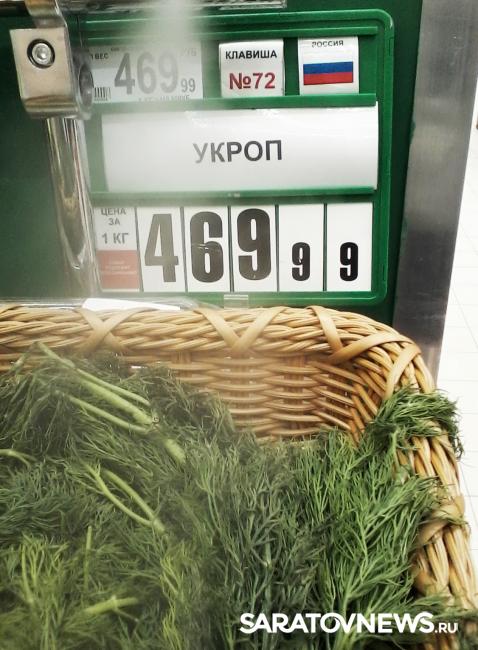 ВЕС
469 99
КЛАВИША
№72
РОССИЯ
УКРОП
ЦЕНА
ЗА
1 КГ
469 99
SARATOVNEWS.RU